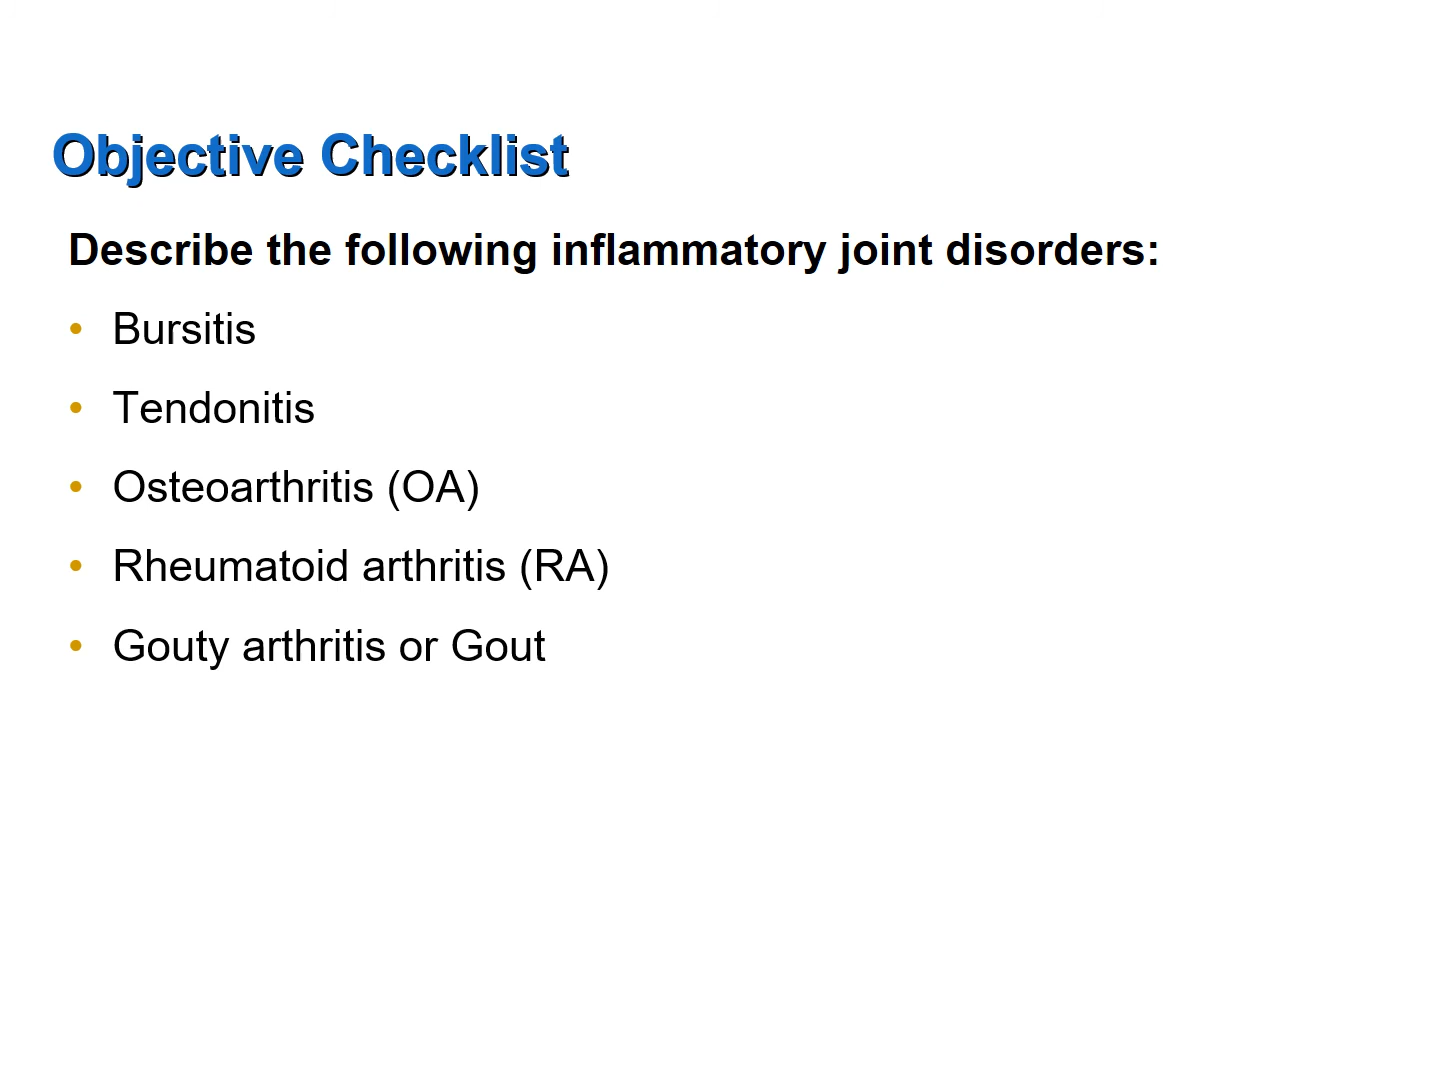 Objective Checklist
Describe the following inflammatory joint disorders:
• Bursitis
• Tendonitis
• Osteoarthritis (OA)
• Rheumatoid arthritis (RA)
• Gouty arthritis or Gout